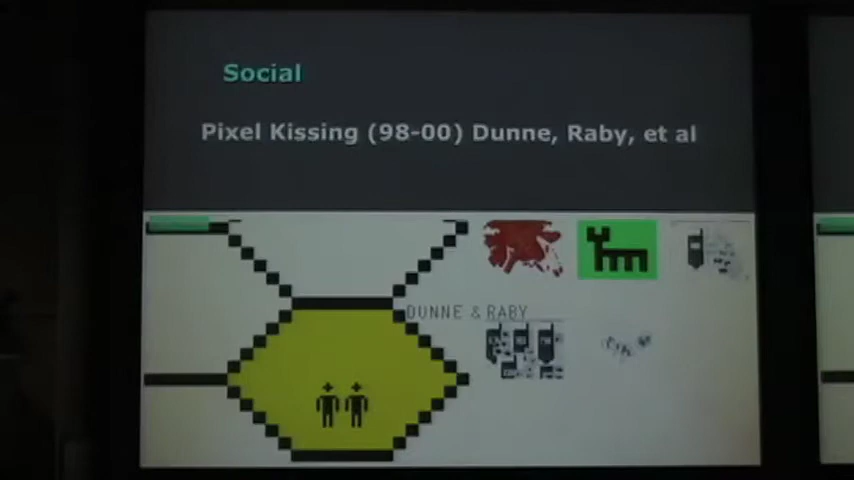 Social
Pixel Kissing (98-00) Dunne, Raby, et al
DUNNE & RABY